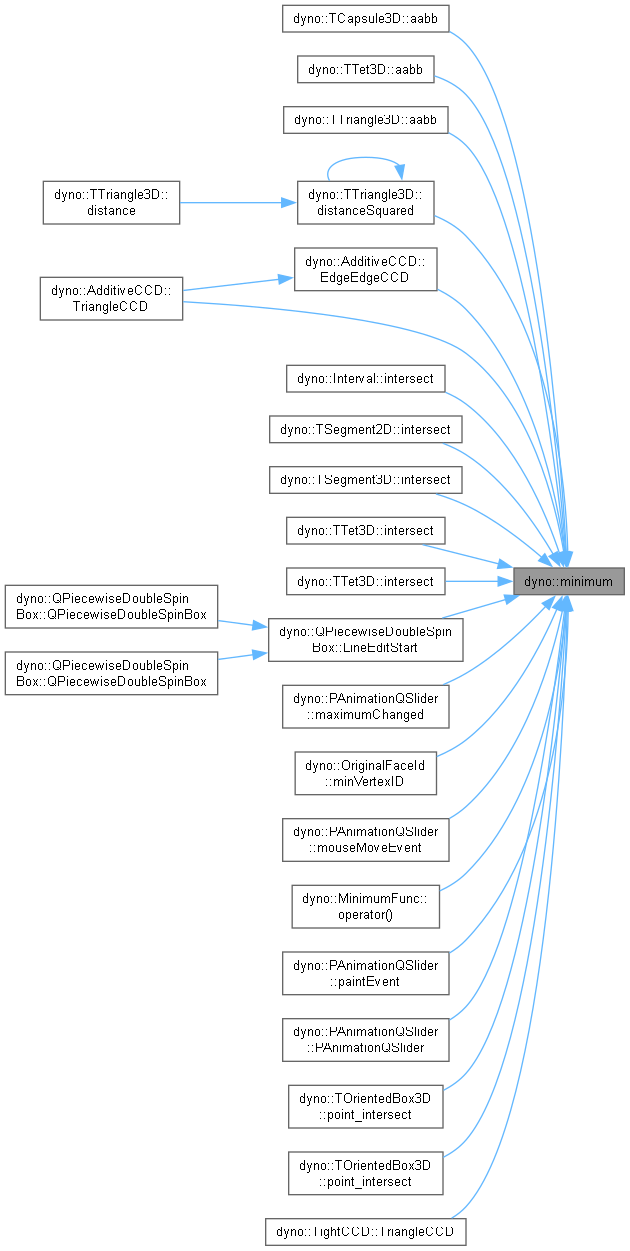 dyno::TCapsule3D::aabb
dyno::TTet3D::aabb
dyno::TTriangle3D::aabb
dyno::TTriangle3D::
distance
dyno::TTriangle3D::
distanceSquared
dyno::AdditiveCCD::
EdgeEdgeCCD
dyno::AdditiveCCD::
TriangleCCD
dyno::Interval::intersect
dyno::TSegment2D::intersect
dyno::TSegment3D::intersect
dyno::TTet3D::intersect
dyno::TTet3D::intersect
dyno::minimum
dyno::QPiecewiseDoubleSpin
Box::QPiecewiseDoubleSpinBox
dyno::QPiecewiseDoubleSpin
Box::LineEditStart
dyno::QPiecewiseDoubleSpin
Box::QPiecewiseDoubleSpinBox
dyno::PAnimationQSlider
::maximumChanged
dyno::OriginalFaceId
::minVertexID
dyno::PAnimationQSlider
::mouseMoveEvent
dyno::MinimumFunc::
operator()
dyno::PAnimationQSlider
::paintEvent
dyno::PAnimationQSlider
::PAnimationQSlider
dyno::TOrientedBox3D
::point_intersect
dyno::TOrientedBox3D
::point_intersect
dyno::TightCCD::TriangleCCD